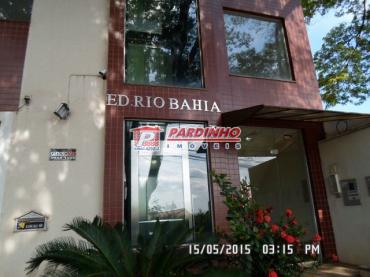 ED.RIO BAHIA
PARDINHO
IMÓVEIS
15/05/2015 03:15 PM